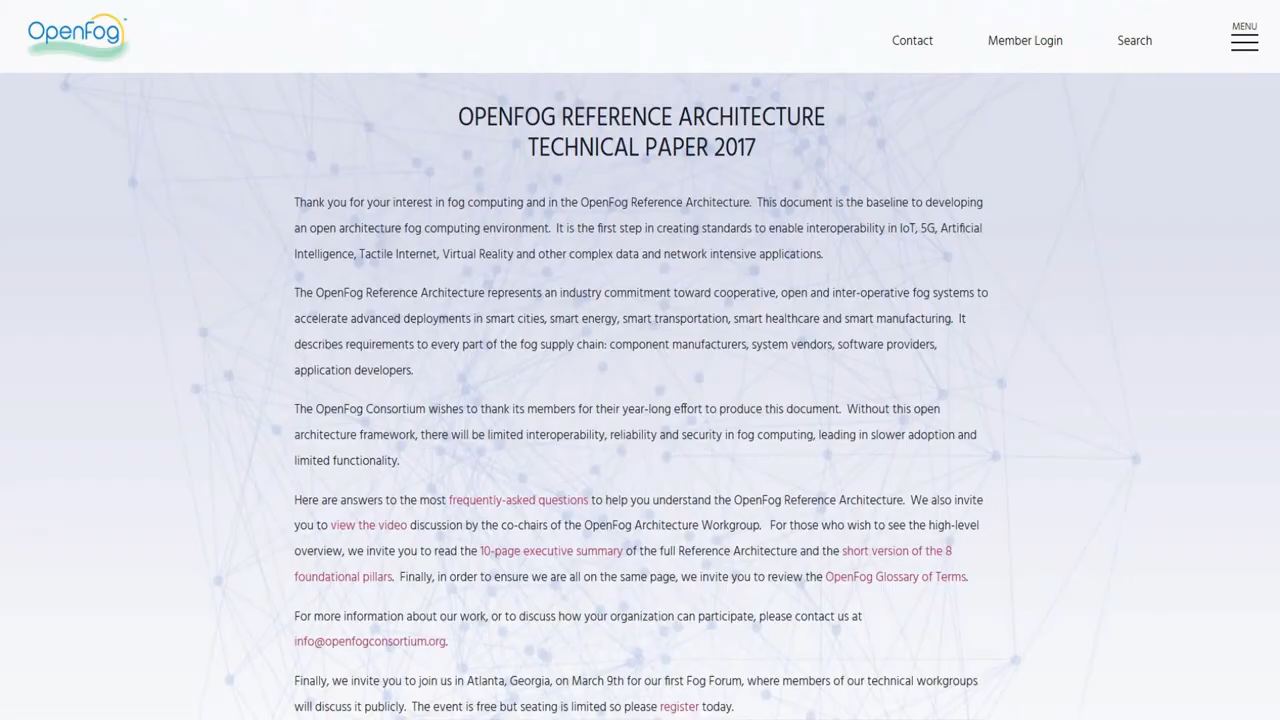 OpenFog
Contact
Member Login
Search
MENU
OPENFOG REFERENCE ARCHITECTURE
TECHNICAL PAPER 2017
Thank you for your interest in fog computing and in the OpenFog Reference Architecture.  This document is the baseline to developing
an open architecture fog computing environment.  It is the first step in creating standards to enable interoperability in IoT, 5G, Artificial
Intelligence, Tactile Internet, Virtual Reality and other complex data and network intensive applications.
The OpenFog Reference Architecture represents an industry commitment toward cooperative, open and inter-operative fog systems to
accelerate advanced deployments in smart cities, smart energy, smart transportation, smart healthcare and smart manufacturing.  It
describes requirements to every part of the fog supply chain: component manufacturers, system vendors, software providers,
application developers.
The OpenFog Consortium wishes to thank its members for their year-long effort to produce this document.  Without this open
architecture framework, there will be limited interoperability, reliability and security in fog computing, leading in slower adoption and
limited functionality.
Here are answers to the most frequently-asked questions to help you understand the OpenFog Reference Architecture.  We also invite
you to view the video discussion by the co-chairs of the OpenFog Architecture Workgroup.   For those who wish to see the high-level
overview, we invite you to read the 10-page executive summary of the full Reference Architecture and the short version of the 8
foundational pillars.  Finally, in order to ensure we are all on the same page, we invite you to review the OpenFog Glossary of Terms.
For more information about our work, or to discuss how your organization can participate, please contact us at
info@openfogconsortium.org.
Finally, we invite you to join us in Atlanta, Georgia, on March 9th for our first Fog Forum, where members of our technical workgroups
will discuss it publicly.  The event is free but seating is limited so please register today.